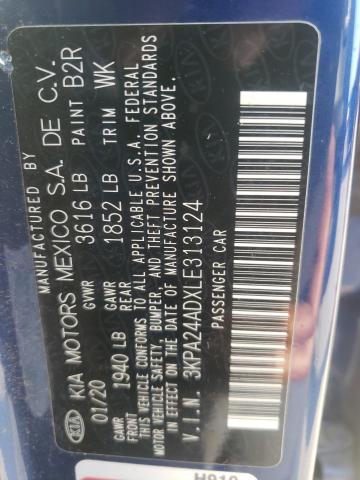 MANUFACTURED BY
KIA KIA MOTORS MEXICO S.A. DE C.V.
01/20 GVWR 3616 LB PAINT B2R
GAWR FRONT 1940 LB GAWR REAR 1852 LB TRIM WK
THIS VEHICLE CONFORMS TO ALL APPLICABLE U.S.A. FEDERAL
MOTOR VEHICLE SAFETY, BUMPER, AND THEFT PREVENTION STANDARDS
IN EFFECT ON THE DATE OF MANUFACTURE SHOWN ABOVE.
V.I.N. 3KPA24ADXLE313124
PASSENGER CAR
H910